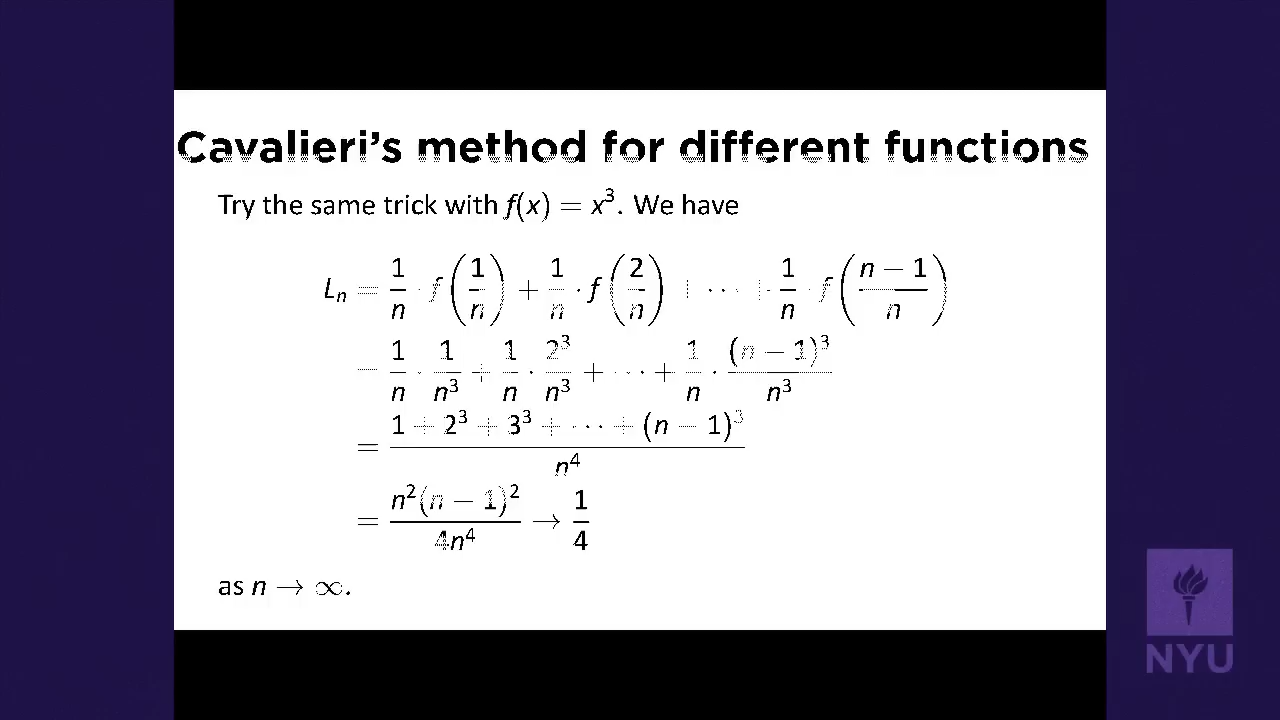 Cavalieri's method for different functions
Try the same trick with f(x) = x³. We have
Lₙ = 1/n · f(1/n) + 1/n · f(2/n) + ··· + 1/n · f((n − 1)/n)
= 1/n · 1/n³ + 1/n · 2³/n³ + ··· + 1/n · (n − 1)³/n³
= (1 + 2³ + 3³ + ··· + (n − 1)³)/n⁴
= n²(n − 1)²/4n⁴ → 1/4
as n → ∞.
NYU